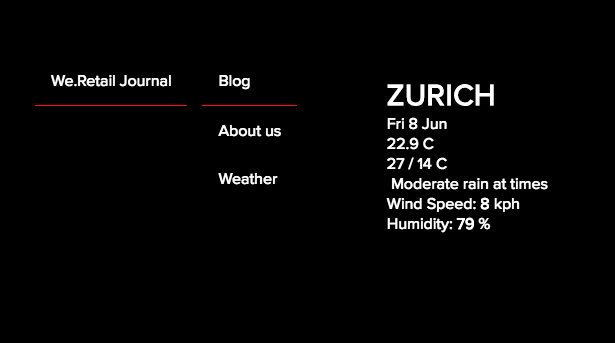 We.Retail Journal
Blog
About us
Weather
ZURICH
Fri 8 Jun
22.9 C
27 / 14 C
Moderate rain at times
Wind Speed: 8 kph
Humidity: 79 %